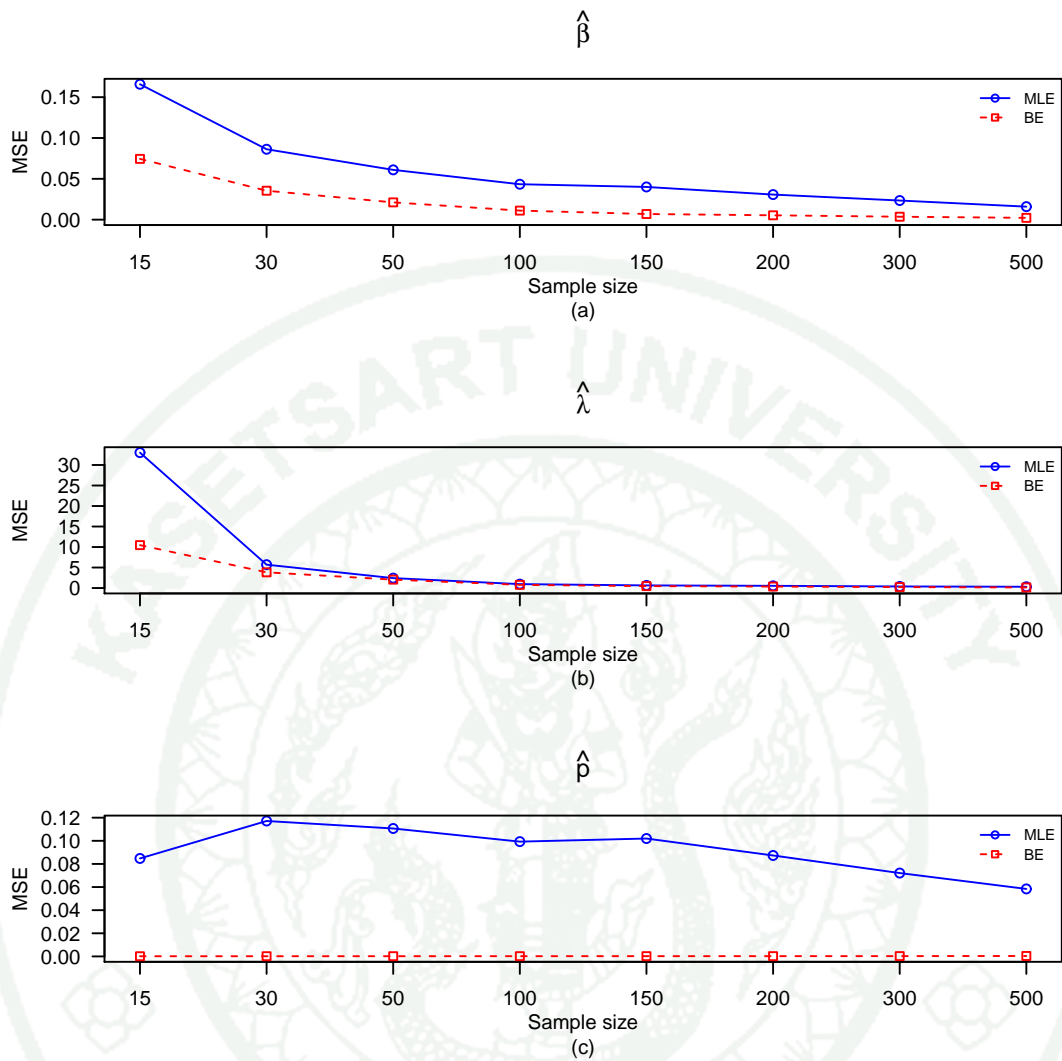 β̂
MLE
BE
MSE
0.15
0.10
0.05
0.00
15 30 50 100 150 200 300 500
Sample size
(a)
KASETSART UNIVERSITY
λ̂
MLE
BE
MSE
30
25
20
15
10
5
0
15 30 50 100 150 200 300 500
Sample size
(b)
p̂
MLE
BE
MSE
0.12
0.10
0.08
0.06
0.04
0.02
0.00
15 30 50 100 150 200 300 500
Sample size
(c)